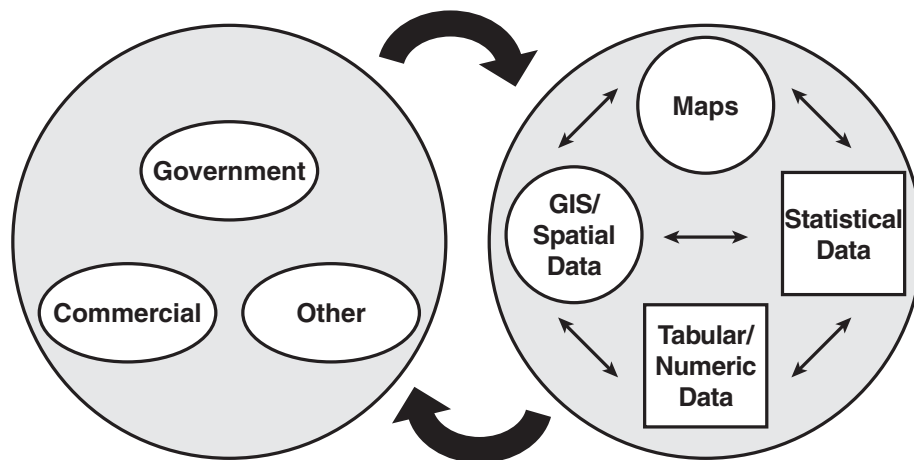 Government
Commercial
Other
Maps
GIS/
Spatial
Data
Statistical
Data
Tabular/
Numeric
Data